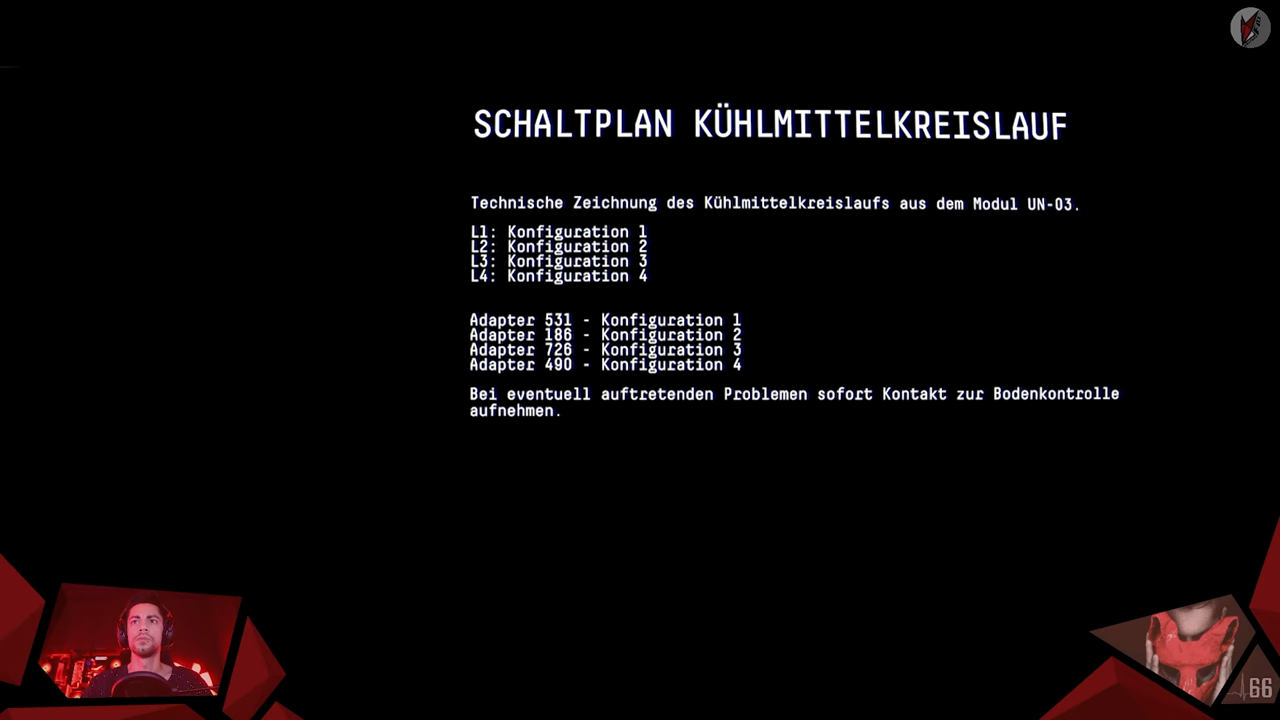 SCHALTPLAN KÜHLMITTELKREISLAUF
Technische Zeichnung des Kühlmittelkreislaufs aus dem Modul UN-03.
L1: Konfiguration 1
L2: Konfiguration 2
L3: Konfiguration 3
L4: Konfiguration 4
Adapter 531 - Konfiguration 1
Adapter 186 - Konfiguration 2
Adapter 726 - Konfiguration 3
Adapter 490 - Konfiguration 4
Bei eventuell auftretenden Problemen sofort Kontakt zur Bodenkontrolle
aufnehmen.
66